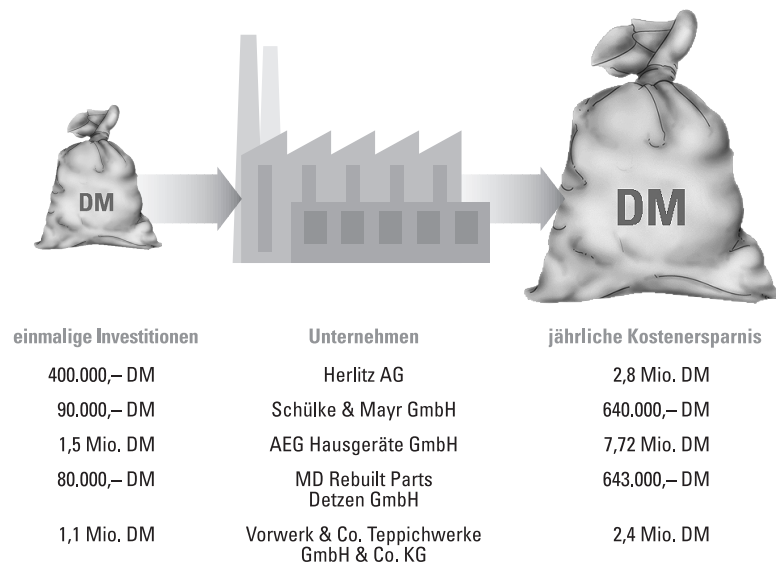 DM
DM
einmalige Investitionen Unternehmen jährliche Kostenersparnis
400.000,– DM Herlitz AG 2,8 Mio. DM
90.000,– DM Schülke & Mayr GmbH 640.000,– DM
1,5 Mio. DM AEG Hausgeräte GmbH 7,72 Mio. DM
80.000,– DM MD Rebuilt Parts 643.000,– DM
Detzen GmbH
1,1 Mio. DM Vorwerk & Co. Teppichwerke 2,4 Mio. DM
GmbH & Co. KG